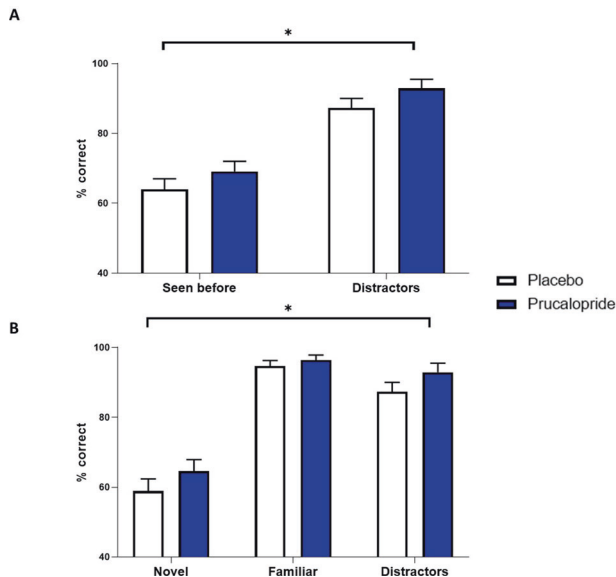 A
*
100
80
60
40
% correct
Seen before
Distractors
Placebo
Prucalopride
B
*
100
80
60
40
% correct
Novel
Familiar
Distractors